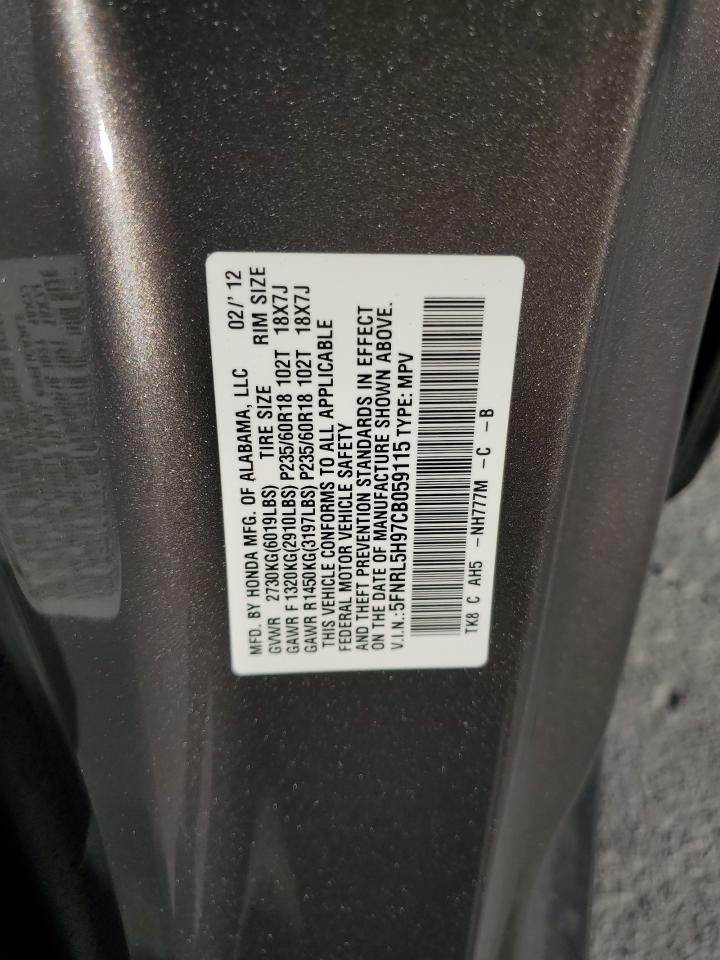 MFD. BY HONDA MFG. OF ALABAMA, LLC 02/' 12
GVWR 2730KG(6019LBS) TIRE SIZE RIM SIZE
GAWR F 1320KG(2910LBS) P235/60R18 102T 18X7J
GAWR R1450KG(3197LBS) P235/60R18 102T 18X7J
THIS VEHICLE CONFORMS TO ALL APPLICABLE
FEDERAL MOTOR VEHICLE SAFETY
AND THEFT PREVENTION STANDARDS IN EFFECT
ON THE DATE OF MANUFACTURE SHOWN ABOVE.
V.I.N.:5FNRL5H97CB059115 TYPE: MPV
TK8 C AH5 -NH777M -C -B